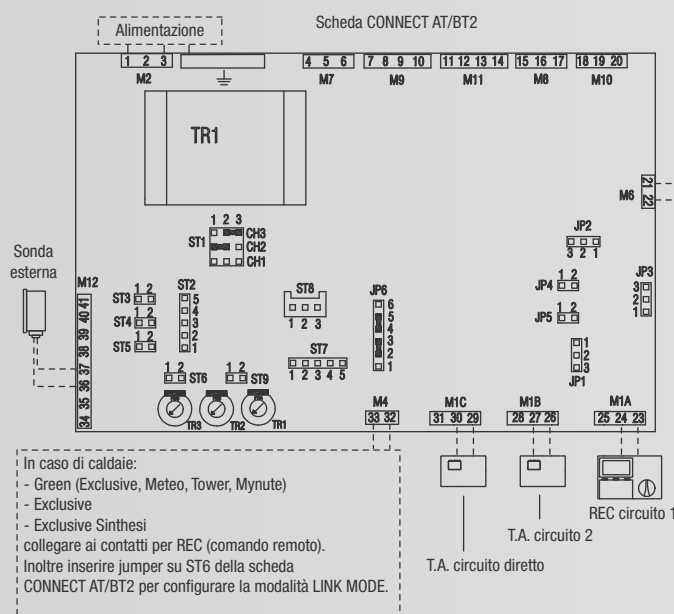 Scheda CONNECT AT/BT2
Alimentazione
1 2 3
M2
4 5 6
M7
7 8 9 10
M9
11 12 13 14
M11
15 16 17
M8
18 19 20
M10
TR1
21
22
M6
1 2 3
ST1
CH3
CH2
CH1
JP2
3 2 1
Sonda
esterna
M12
41
40
39
38
37
36
35
34
1 2
ST3
1 2
ST4
1 2
ST5
ST2
5
4
3
2
1
ST8
1 2 3
JP6
6
5
4
3
2
1
1 2
JP4
1 2
JP5
JP3
3
2
1
ST7
1 2 3 4 5
1
2
3
JP1
1 2
ST6
1 2
ST9
TR3
TR2
TR1
M4
33 32
M1C
31 30 29
M1B
28 27 26
M1A
25 24 23
In caso di caldaie:
- Green (Exclusive, Meteo, Tower, Mynute)
- Exclusive
- Exclusive Sinthesi
collegare ai contatti per REC (comando remoto).
Inoltre inserire jumper su ST6 della scheda
CONNECT AT/BT2 per configurare la modalità LINK MODE.
REC circuito 1
T.A. circuito 2
T.A. circuito diretto